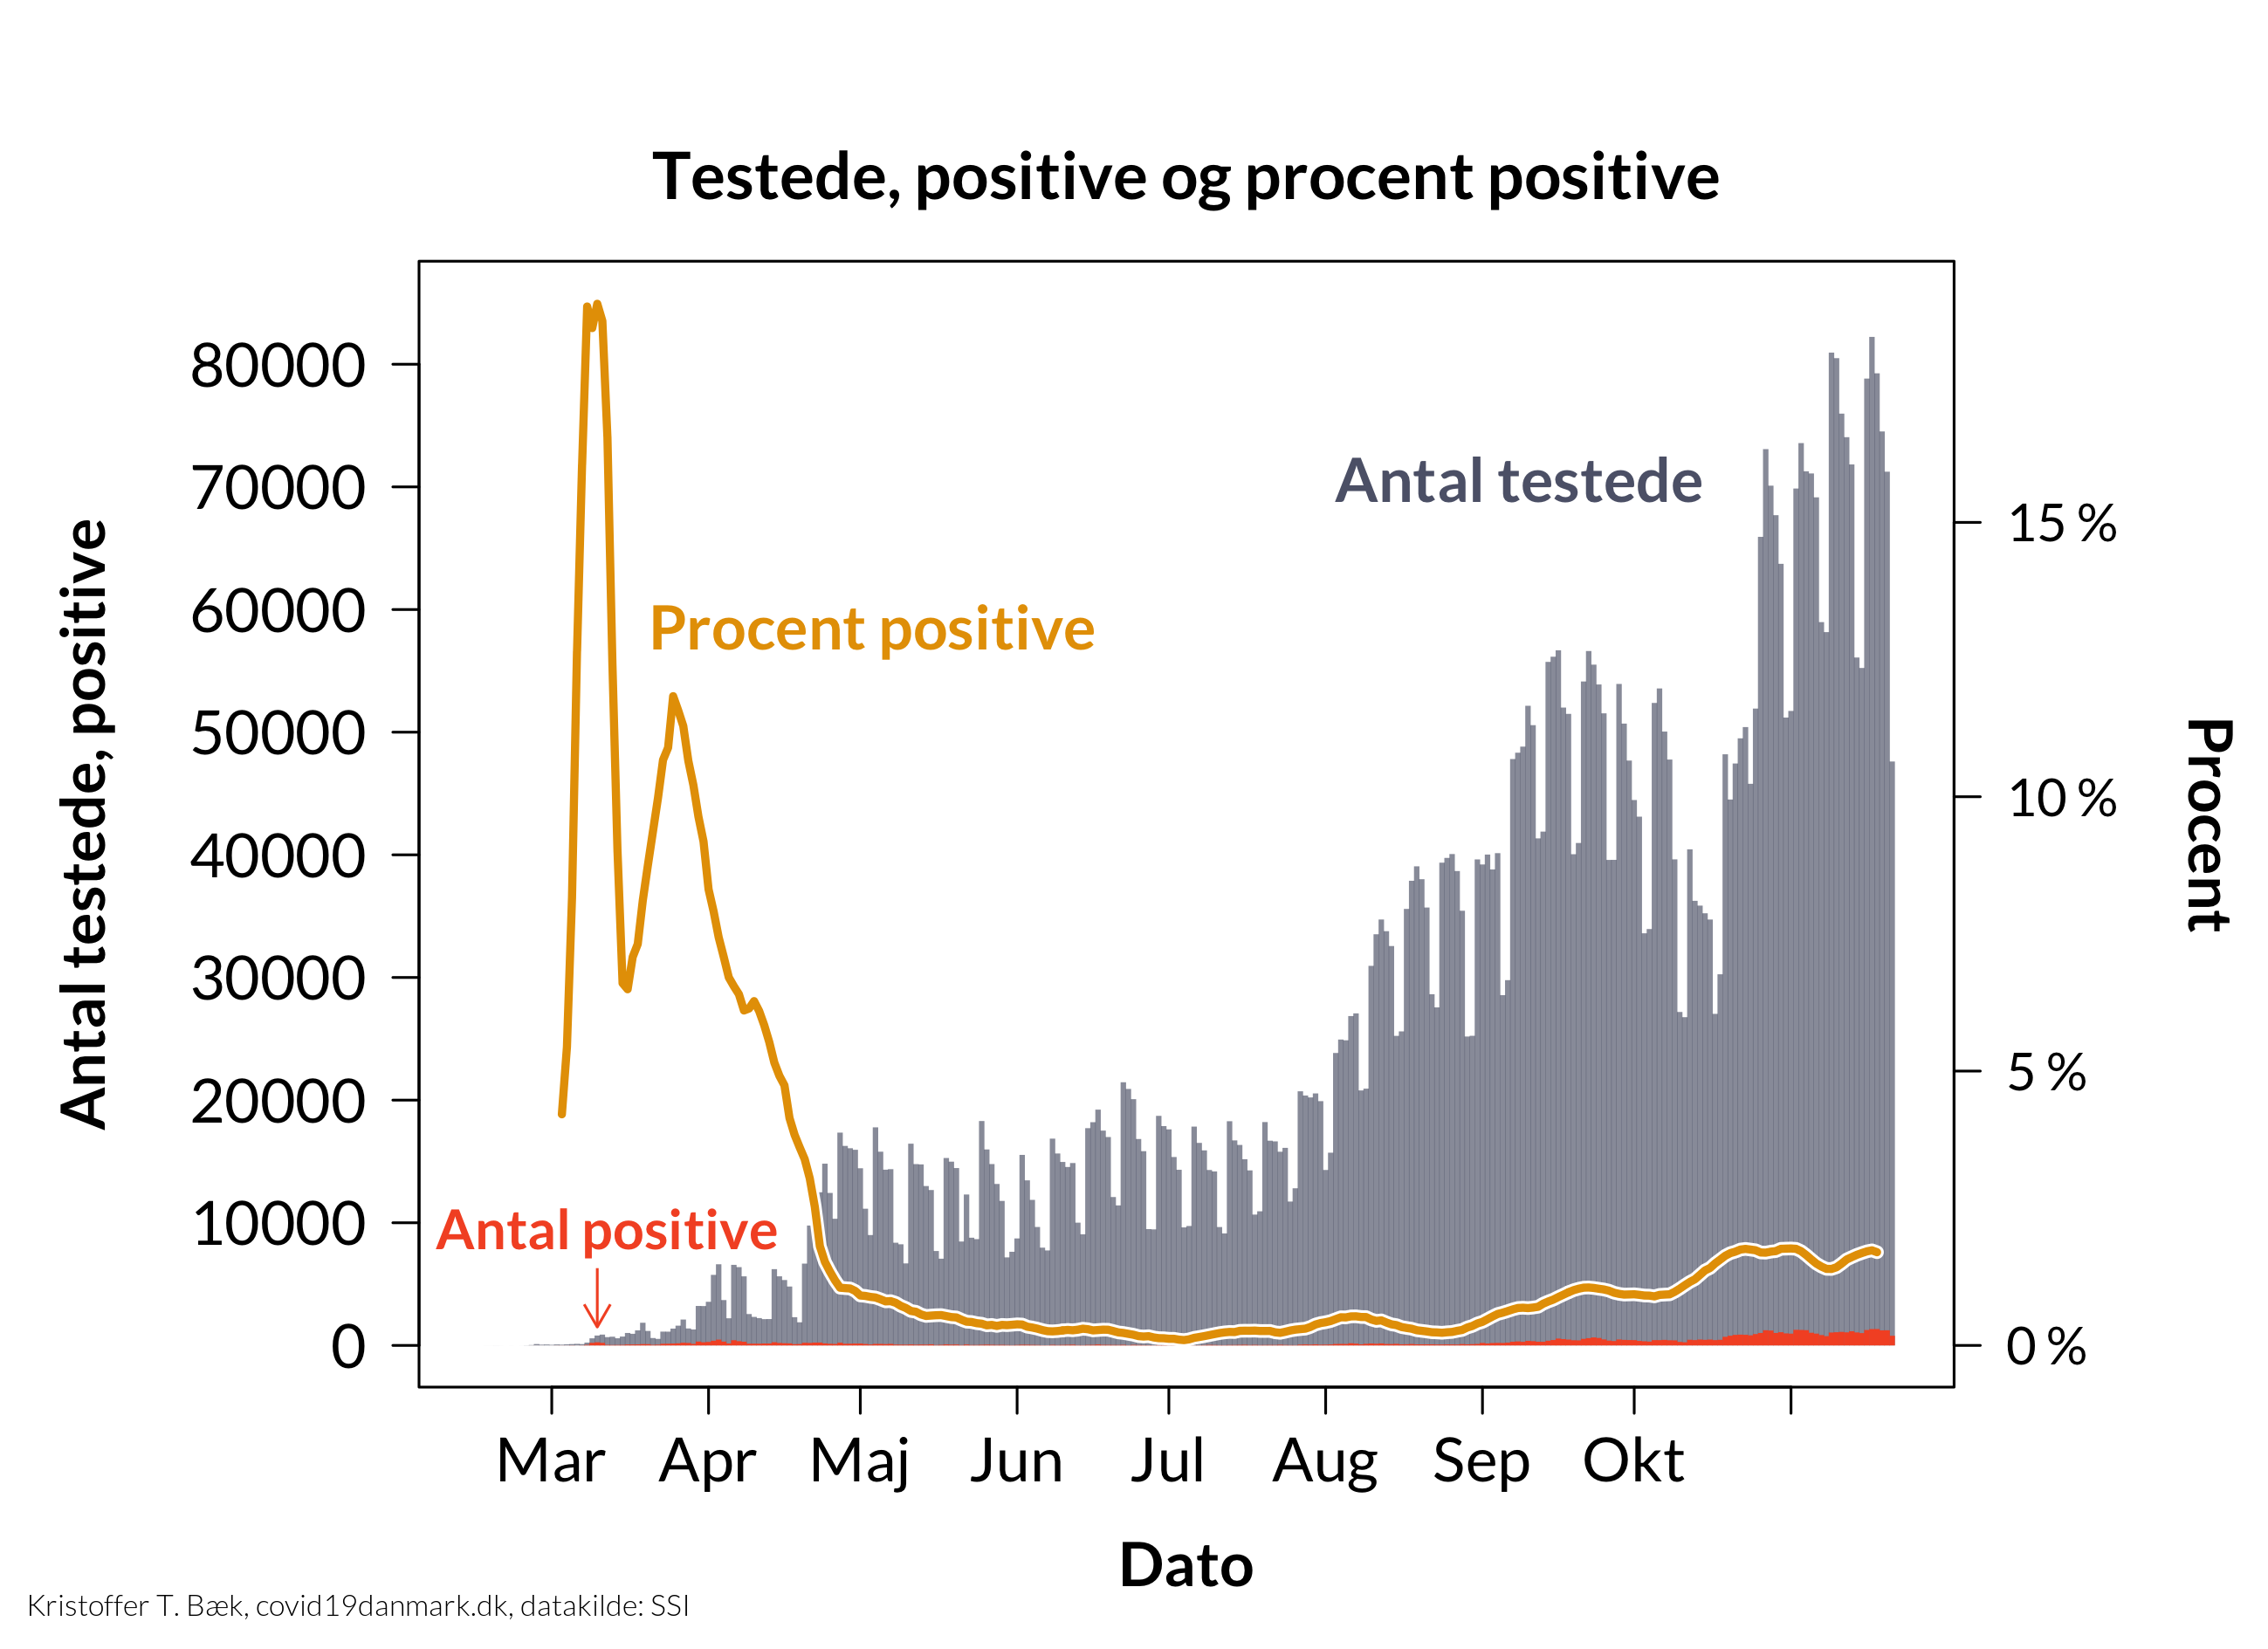 Testede, positive og procent positive
Antal testede, positive
80000
70000
60000
50000
40000
30000
20000
10000
0
Antal testede
Procent positive
Antal positive
15 %
10 %
5 %
0 %
Procent
Mar Apr Maj Jun Jul Aug Sep Okt
Dato
Kristoffer T. Bæk, covid19danmark.dk, datakilde: SSI